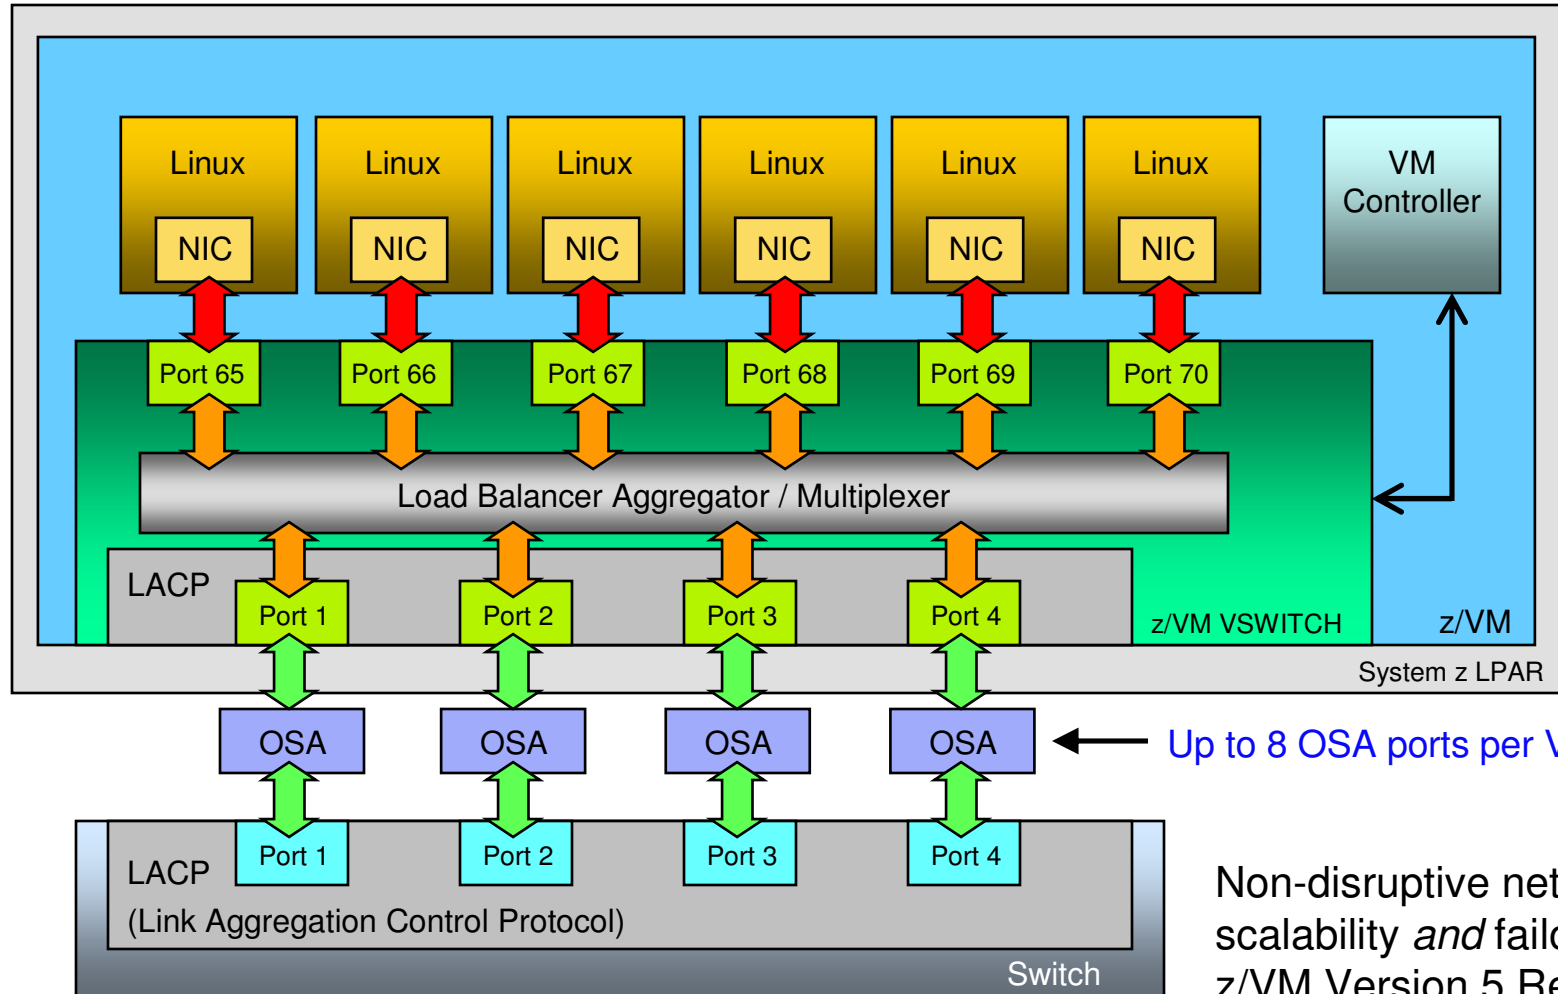 Linux Linux Linux Linux Linux Linux VM
Controller
NIC NIC NIC NIC NIC NIC
Port 65 Port 66 Port 67 Port 68 Port 69 Port 70
Load Balancer Aggregator / Multiplexer
LACP
Port 1 Port 2 Port 3 Port 4
z/VM VSWITCH z/VM
System z LPAR
OSA OSA OSA OSA
Up to 8 OSA ports per
Port 1 Port 2 Port 3 Port 4
LACP
(Link Aggregation Control Protocol)
Switch
Non-disruptive
scalability and
z/VM Version 5